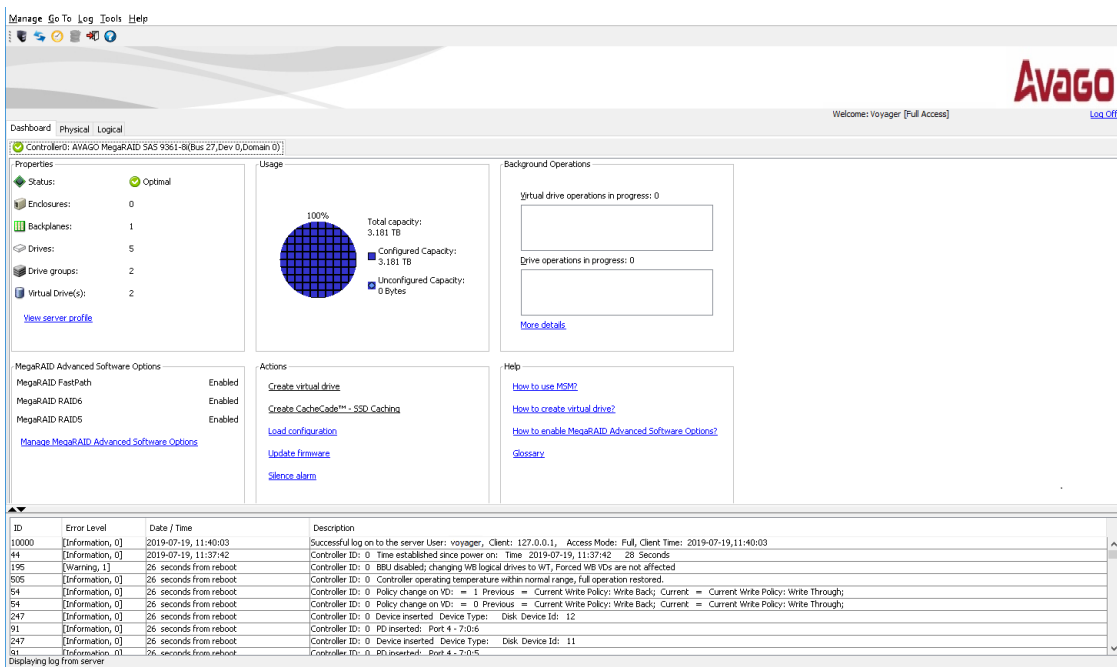 Manage Go To Log Tools Help
AVAGO
Welcome: Voyager [Full Access]
Log Off
Dashboard Physical Logical
Controller0: AVAGO MegaRAID SAS 9361-8i(Bus 27,Dev 0,Domain 0)
Properties
Status: Optimal
Enclosures: 0
Backplanes: 1
Drives: 5
Drive groups: 2
Virtual Drive(s): 2
View server profile
Usage
100%
Total capacity:
3.181 TB
Configured Capacity:
3.181 TB
Unconfigured Capacity:
0 Bytes
Background Operations
Virtual drive operations in progress: 0
Drive operations in progress: 0
More details
MegaRAID Advanced Software Options
MegaRAID FastPath Enabled
MegaRAID RAID6 Enabled
MegaRAID RAID5 Enabled
Manage MegaRAID Advanced Software Options
Actions
Create virtual drive
Create CacheCade™ - SSD Caching
Load configuration
Update firmware
Silence alarm
Help
How to use MSM?
How to create virtual drive?
How to enable MegaRAID Advanced Software Options?
Glossary
ID Error Level Date / Time Description
10000 [Information, 0] 2019-07-19, 11:40:03 Successful log on to the server User: voyager, Client: 127.0.0.1, Access Mode: Full, Client Time: 2019-07-19,11:40:03
44 [Information, 0] 2019-07-19, 11:37:42 Controller ID: 0 Time established since power on: Time 2019-07-19, 11:37:42 28 Seconds
195 [Warning, 1] 26 seconds from reboot Controller ID: 0 BBU disabled; changing WB logical drives to WT, Forced WB VDs are not affected
505 [Information, 0] 26 seconds from reboot Controller ID: 0 Controller operating temperature within normal range, full operation restored.
54 [Information, 0] 26 seconds from reboot Controller ID: 0 Policy change on VD: = 1 Previous = Current Write Policy: Write Back; Current = Current Write Policy: Write Through;
54 [Information, 0] 26 seconds from reboot Controller ID: 0 Policy change on VD: = 0 Previous = Current Write Policy: Write Back; Current = Current Write Policy: Write Through;
247 [Information, 0] 26 seconds from reboot Controller ID: 0 Device inserted Device Type: Disk Device Id: 12
91 [Information, 0] 26 seconds from reboot Controller ID: 0 PD inserted: Port 4 - 7:0:6
247 [Information, 0] 26 seconds from reboot Controller ID: 0 Device inserted Device Type: Disk Device Id: 11
91 [Information, 0] 26 seconds from reboot Controller ID: 0 PD inserted: Port 4 - 7:0:5
Displaying log from server